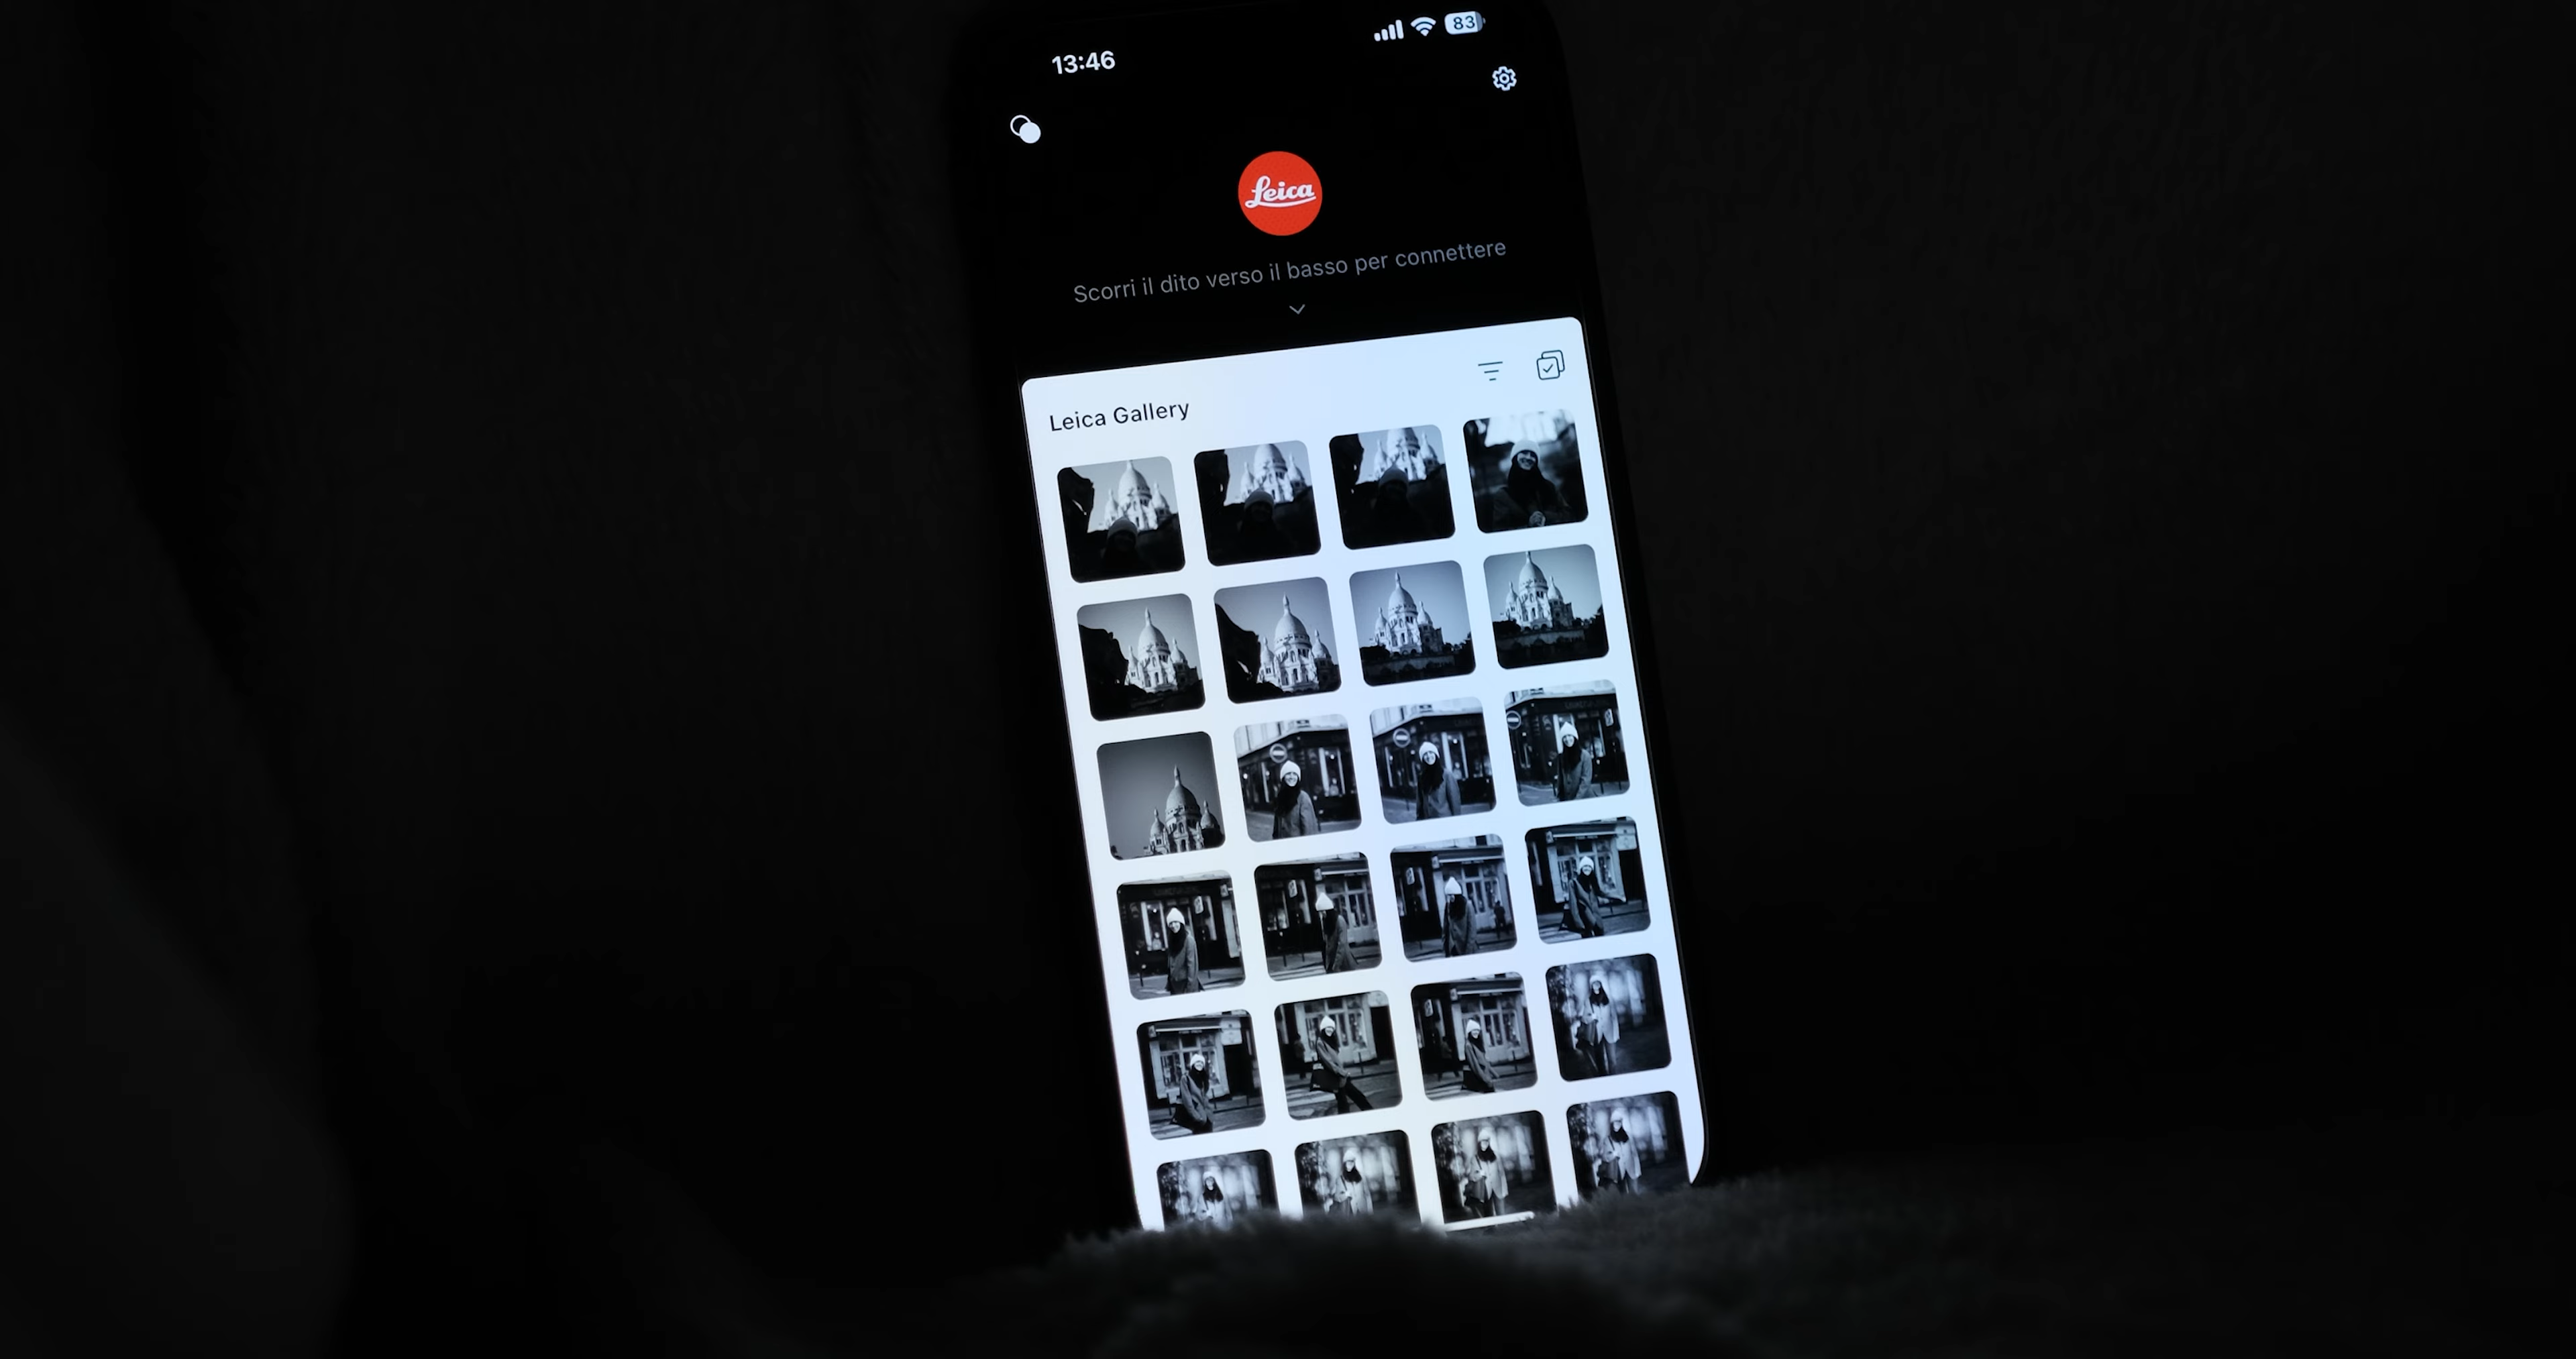 13:46
83
Leica
Scorri il dito verso il basso per connettere
Leica Gallery